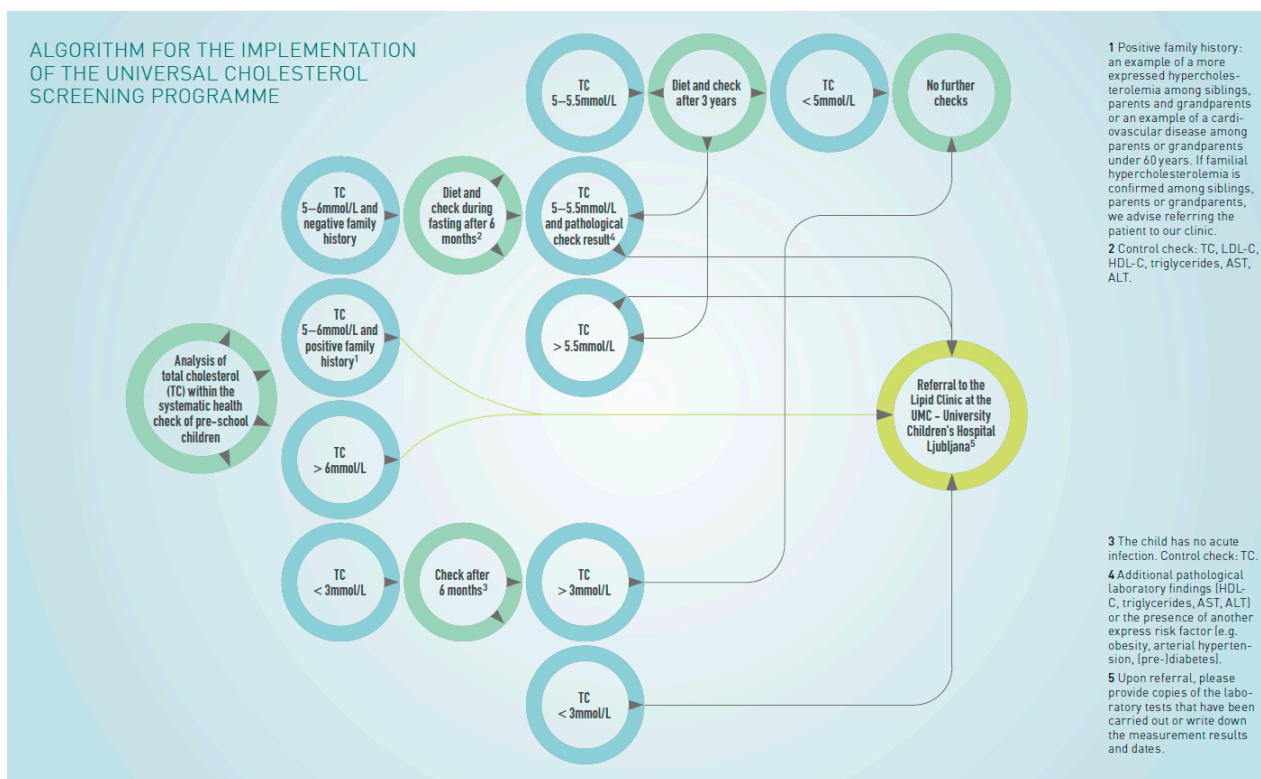 ALGORITHM FOR THE IMPLEMENTATION
OF THE UNIVERSAL CHOLESTEROL
SCREENING PROGRAMME
TC
5–5.5mmol/L
Diet and check
after 3 years
TC
< 5mmol/L
No further
checks
TC
5–6mmol/L and
negative family
history
Diet and
check during
fasting after 6
months2
TC
5–5.5mmol/L
and pathological
check result4
TC
5–6mmol/L and
positive family
history1
TC
> 5.5mmol/L
Analysis of
total cholesterol
(TC) within the
systematic health
check of pre-school
children
Referral to the
Lipid Clinic at the
UMC – University
Children's Hospital
Ljubljana5
TC
> 6mmol/L
TC
< 3mmol/L
Check after
6 months3
TC
> 3mmol/L
TC
< 3mmol/L
1 Positive family history:
an example of a more
expressed hypercholes-
terolemia among siblings,
parents and grandparents
or an example of a cardi-
ovascular disease among
parents or grandparents
under 60 years. If familial
hypercholesterolemia is
confirmed among siblings,
parents or grandparents,
we advise referring the
patient to our clinic.
2 Control check: TC, LDL-C,
HDL-C, triglycerides, AST,
ALT.
3 The child has no acute
infection. Control check: TC.
4 Additional pathological
laboratory findings (HDL-
C, triglycerides, AST, ALT)
or the presence of another
express risk factor (e.g.
obesity, arterial hyperten-
sion, (pre-)diabetes).
5 Upon referral, please
provide copies of the labo-
ratory tests that have been
carried out or write down
the measurement results
and dates.